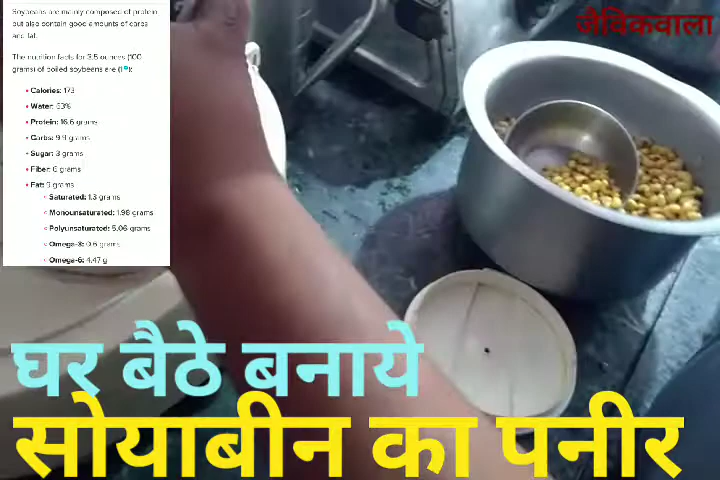 Soybeans are mainly composed of protein
but also contain good amounts of carbs
and fat.
The nutrition facts for 3.5 ounces (100
grams) of boiled soybeans are
Calories: 173
Water: 63%
Protein: 16.6 grams
Carbs: 9.9 grams
Sugar: 3 grams
Fiber: 6 grams
Fat: 9 grams
Saturated: 1.3 grams
Monounsaturated: 1.98 grams
Polyunsaturated: 5.06 grams
Omega-3: 0.6 grams
Omega-6: 4.47 g
जैविकवाला
घर बैठे बनाये
सोयाबीन का पनीर